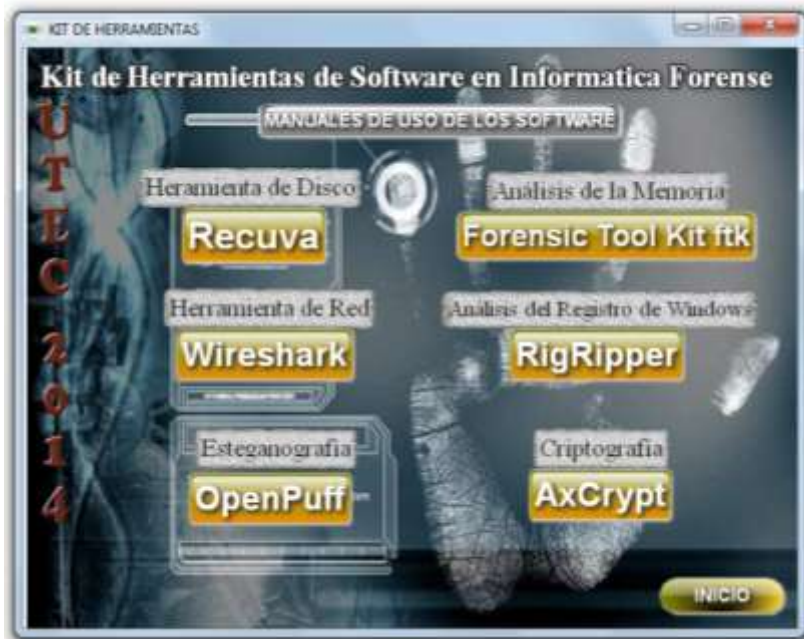 KIT DE HERRAMIENTAS
Kit de Herramientas de Software en Informatica Forense
MANUALES DE USO DE LOS SOFTWARE
UTEC 2014
Heramienta de Disco
Recuva
Análisis de la Memoria
Forensic Tool Kit ftk
Herramienta de Red
Wireshark
Análisis del Registro de Windows
RigRipper
Esteganografia
OpenPuff
Criptografia
AxCrypt
INICIO